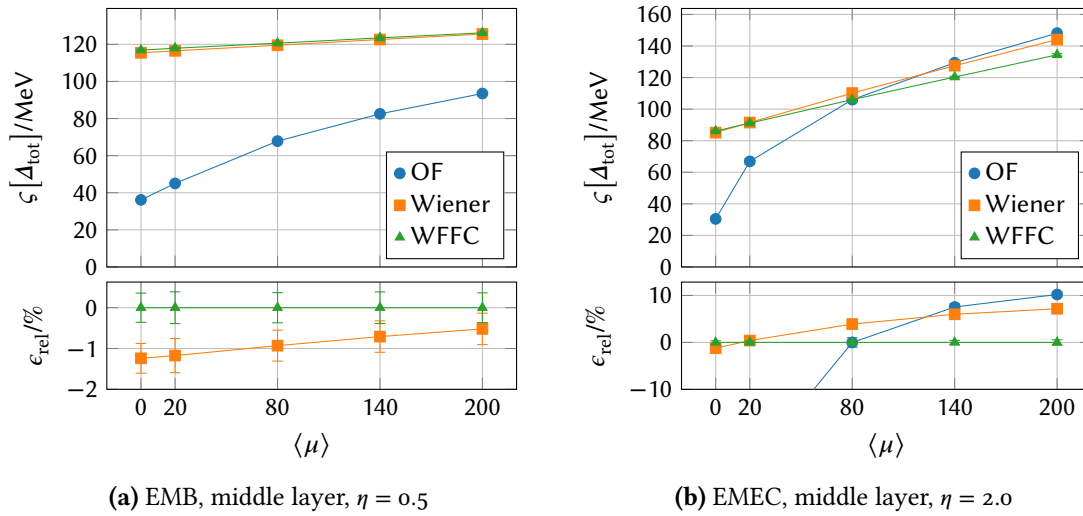 ς[Δtot]/MeV
120
100
80
60
40
20
0
OF
Wiener
WFFC
ϵrel/%
0
−1
−2
0 20 80 140 200
⟨μ⟩
(a) EMB, middle layer, η = 0.5
ς[Δtot]/MeV
160
140
120
100
80
60
40
20
0
OF
Wiener
WFFC
ϵrel/%
10
0
−10
0 20 80 140 200
⟨μ⟩
(b) EMEC, middle layer, η = 2.0